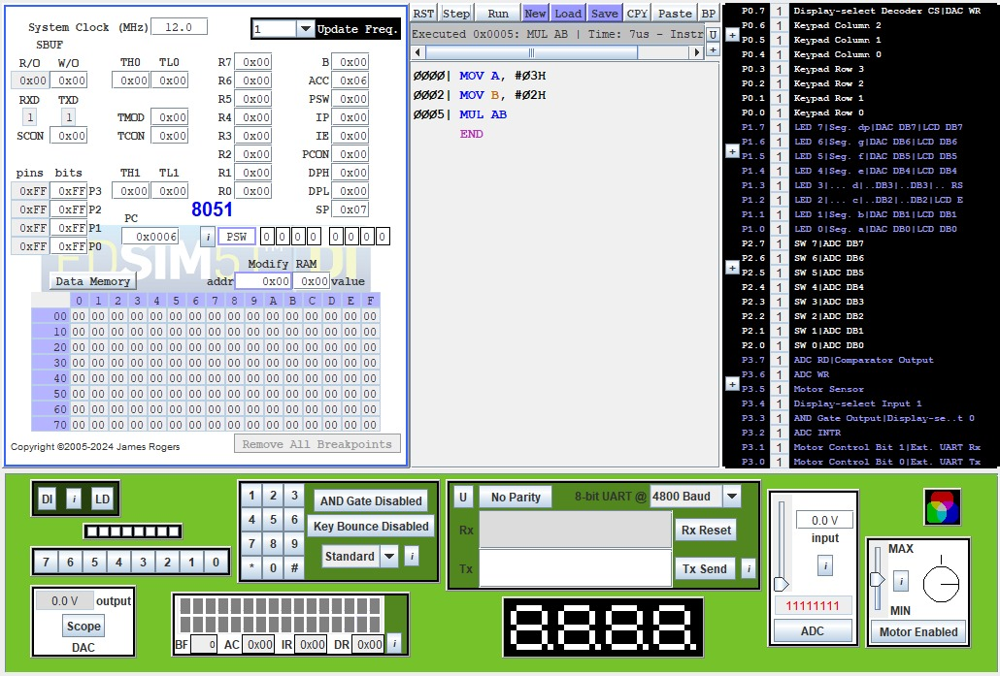 System Clock (MHz) 12.0 1 Update Freq.
SBUF
R/O W/O TH0 TL0 R7 0x00 B 0x00
0x00 0x00 0x00 0x00 R6 0x00 ACC 0x06
RXD TXD R5 0x00 PSW 0x00
1 1 TMOD 0x00 R4 0x00 IP 0x00
SCON 0x00 TCON 0x00 R3 0x00 IE 0x00
R2 0x00 PCON 0x00
pins bits TH1 TL1 R1 0x00 DPH 0x00
0xFF 0xFF P3 0x00 0x00 R0 0x00 DPL 0x00
0xFF 0xFF P2 8051 SP 0x07
0xFF 0xFF P1 PC
0xFF 0xFF P0 0x0006 i PSW 0 0 0 0 0 0 0 0
Modify RAM
Data Memory addr 0x00 0x00 value
0 1 2 3 4 5 6 7 8 9 A B C D E F
00 00 00 00 00 00 00 00 00 00 00 00 00 00 00 00 00
10 00 00 00 00 00 00 00 00 00 00 00 00 00 00 00 00
20 00 00 00 00 00 00 00 00 00 00 00 00 00 00 00 00
30 00 00 00 00 00 00 00 00 00 00 00 00 00 00 00 00
40 00 00 00 00 00 00 00 00 00 00 00 00 00 00 00 00
50 00 00 00 00 00 00 00 00 00 00 00 00 00 00 00 00
60 00 00 00 00 00 00 00 00 00 00 00 00 00 00 00 00
70 00 00 00 00 00 00 00 00 00 00 00 00 00 00 00 00
Copyright ©2005-2024 James Rogers Remove All Breakpoints
RST Step Run New Load Save CPY Paste BP
Executed 0x0005: MUL AB | Time: 7us - Instr U
+
0000| MOV A, #03H
0002| MOV B, #02H
0005| MUL AB
END
P0.7 1 Display-select Decoder CS|DAC WR
P0.6 1 Keypad Column 2
+ P0.5 1 Keypad Column 1
P0.4 1 Keypad Column 0
P0.3 1 Keypad Row 3
P0.2 1 Keypad Row 2
P0.1 1 Keypad Row 1
P0.0 1 Keypad Row 0
P1.7 1 LED 7|Seg. dp|DAC DB7|LCD DB7
P1.6 1 LED 6|Seg. g|DAC DB6|LCD DB6
+ P1.5 1 LED 5|Seg. f|DAC DB5|LCD DB5
P1.4 1 LED 4|Seg. e|DAC DB4|LCD DB4
P1.3 1 LED 3|... d|..DB3|..DB3|.. RS
P1.2 1 LED 2|... c|..DB2|..DB2|LCD E
P1.1 1 LED 1|Seg. b|DAC DB1|LCD DB1
P1.0 1 LED 0|Seg. a|DAC DB0|LCD DB0
P2.7 1 SW 7|ADC DB7
P2.6 1 SW 6|ADC DB6
+ P2.5 1 SW 5|ADC DB5
P2.4 1 SW 4|ADC DB4
P2.3 1 SW 3|ADC DB3
P2.2 1 SW 2|ADC DB2
P2.1 1 SW 1|ADC DB1
P2.0 1 SW 0|ADC DB0
P3.7 1 ADC RD|Comparator Output
P3.6 1 ADC WR
+ P3.5 1 Motor Sensor
P3.4 1 Display-select Input 1
P3.3 1 AND Gate Output|Display-se..t 0
P3.2 1 ADC INTR
P3.1 1 Motor Control Bit 1|Ext. UART Rx
P3.0 1 Motor Control Bit 0|Ext. UART Tx
DI i LD
7 6 5 4 3 2 1 0
0.0 V output
Scope
DAC
1 2 3 AND Gate Disabled
4 5 6 Key Bounce Disabled
7 8 9 Standard i
* 0 #
BF 0 AC 0x00 IR 0x00 DR 0x00 i
U No Parity 8-bit UART @ 4800 Baud
Rx Rx Reset
Tx Tx Send i
8.8.8.8.
0.0 V
input
i
11111111
ADC
MAX
i
MIN
Motor Enabled